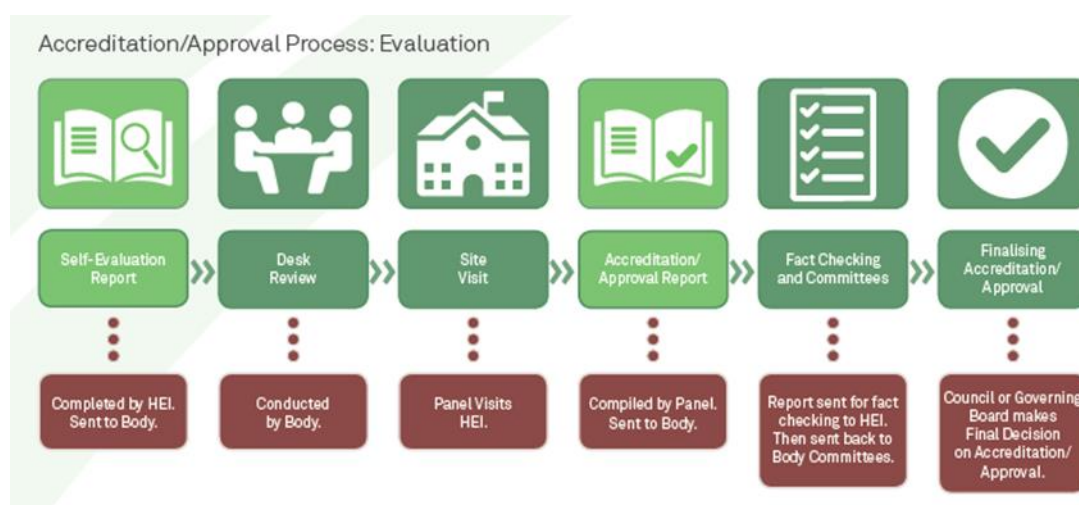 Accreditation/Approval Process: Evaluation
Self-Evaluation
Report
Desk
Review
Site
Visit
Accreditation/
Approval Report
Fact Checking
and Committees
Finalising
Accreditation/
Approval
Completed by HEI.
Sent to Body.
Conducted
by Body.
Panel Visits
HEI.
Compiled by Panel.
Sent to Body.
Report sent for fact
checking to HEI.
Then sent back to
Body Committees.
Council or Governing
Board makes
Final Decision
on Accreditation/
Approval.